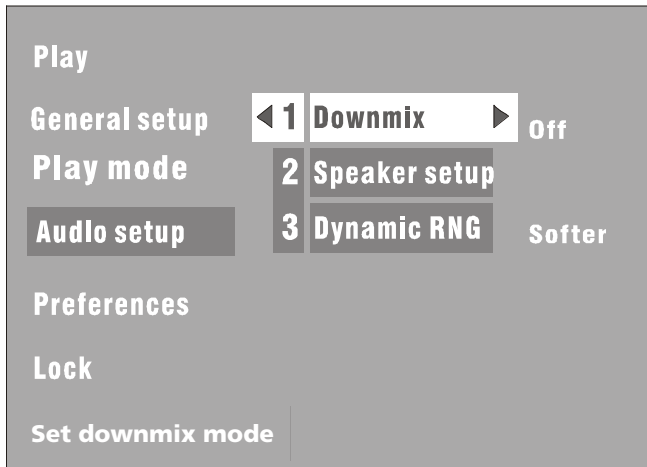 Play
General setup
1 Downmix Off
Play mode
2 Speaker setup
Audlo setup
3 Dynamic RNG Softer
Preferences
Lock
Set downmix mode